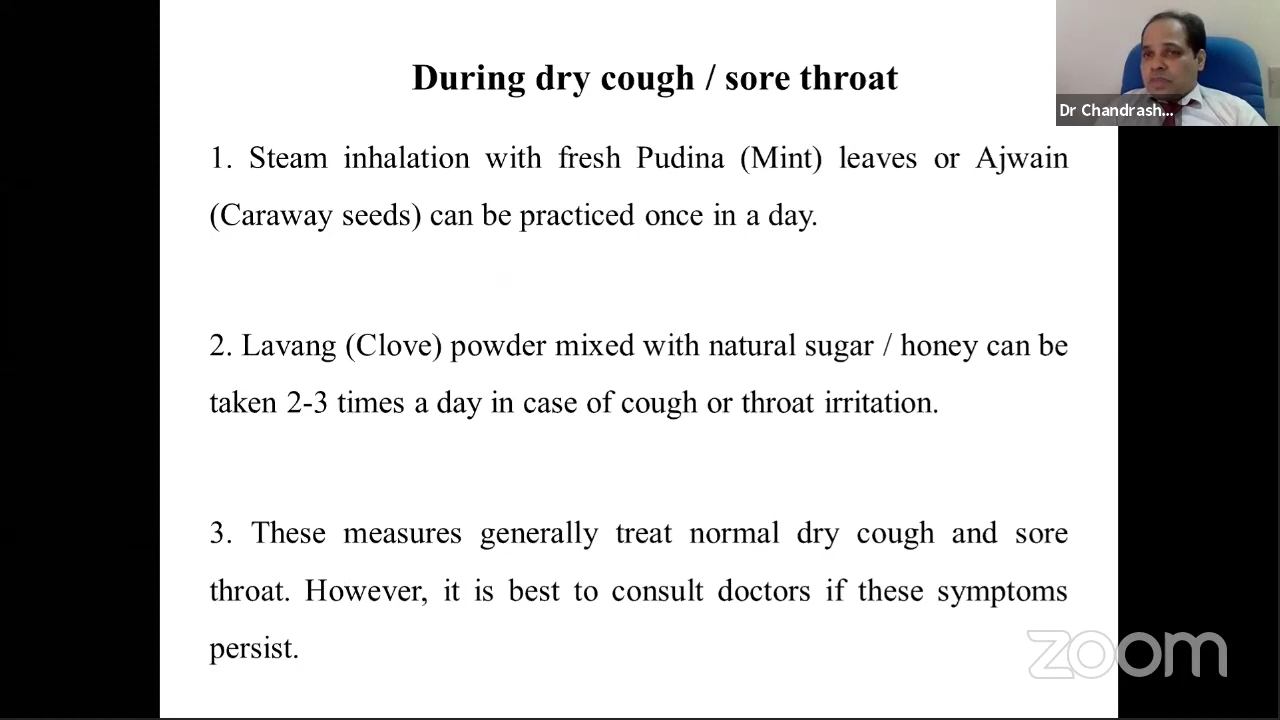 During dry cough / sore throat
Dr Chandrash...
1. Steam inhalation with fresh Pudina (Mint) leaves or Ajwain
(Caraway seeds) can be practiced once in a day.
2. Lavang (Clove) powder mixed with natural sugar / honey can be
taken 2-3 times a day in case of cough or throat irritation.
3. These measures generally treat normal dry cough and sore
throat. However, it is best to consult doctors if these symptoms
persist.
zoom